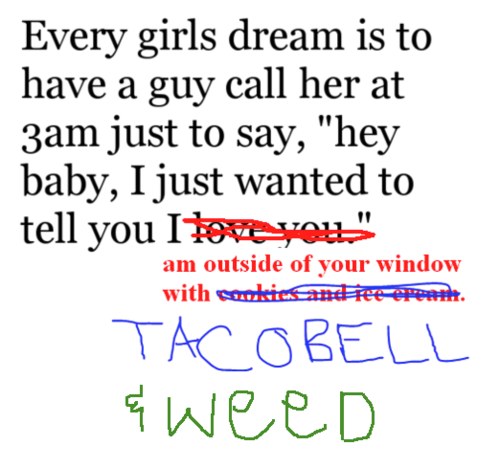 Every girls dream is to
have a guy call her at
3am just to say, "hey
baby, I just wanted to
tell you I love you."
am outside of your window
with cookies and ice cream.
TACOBELL
& WEED